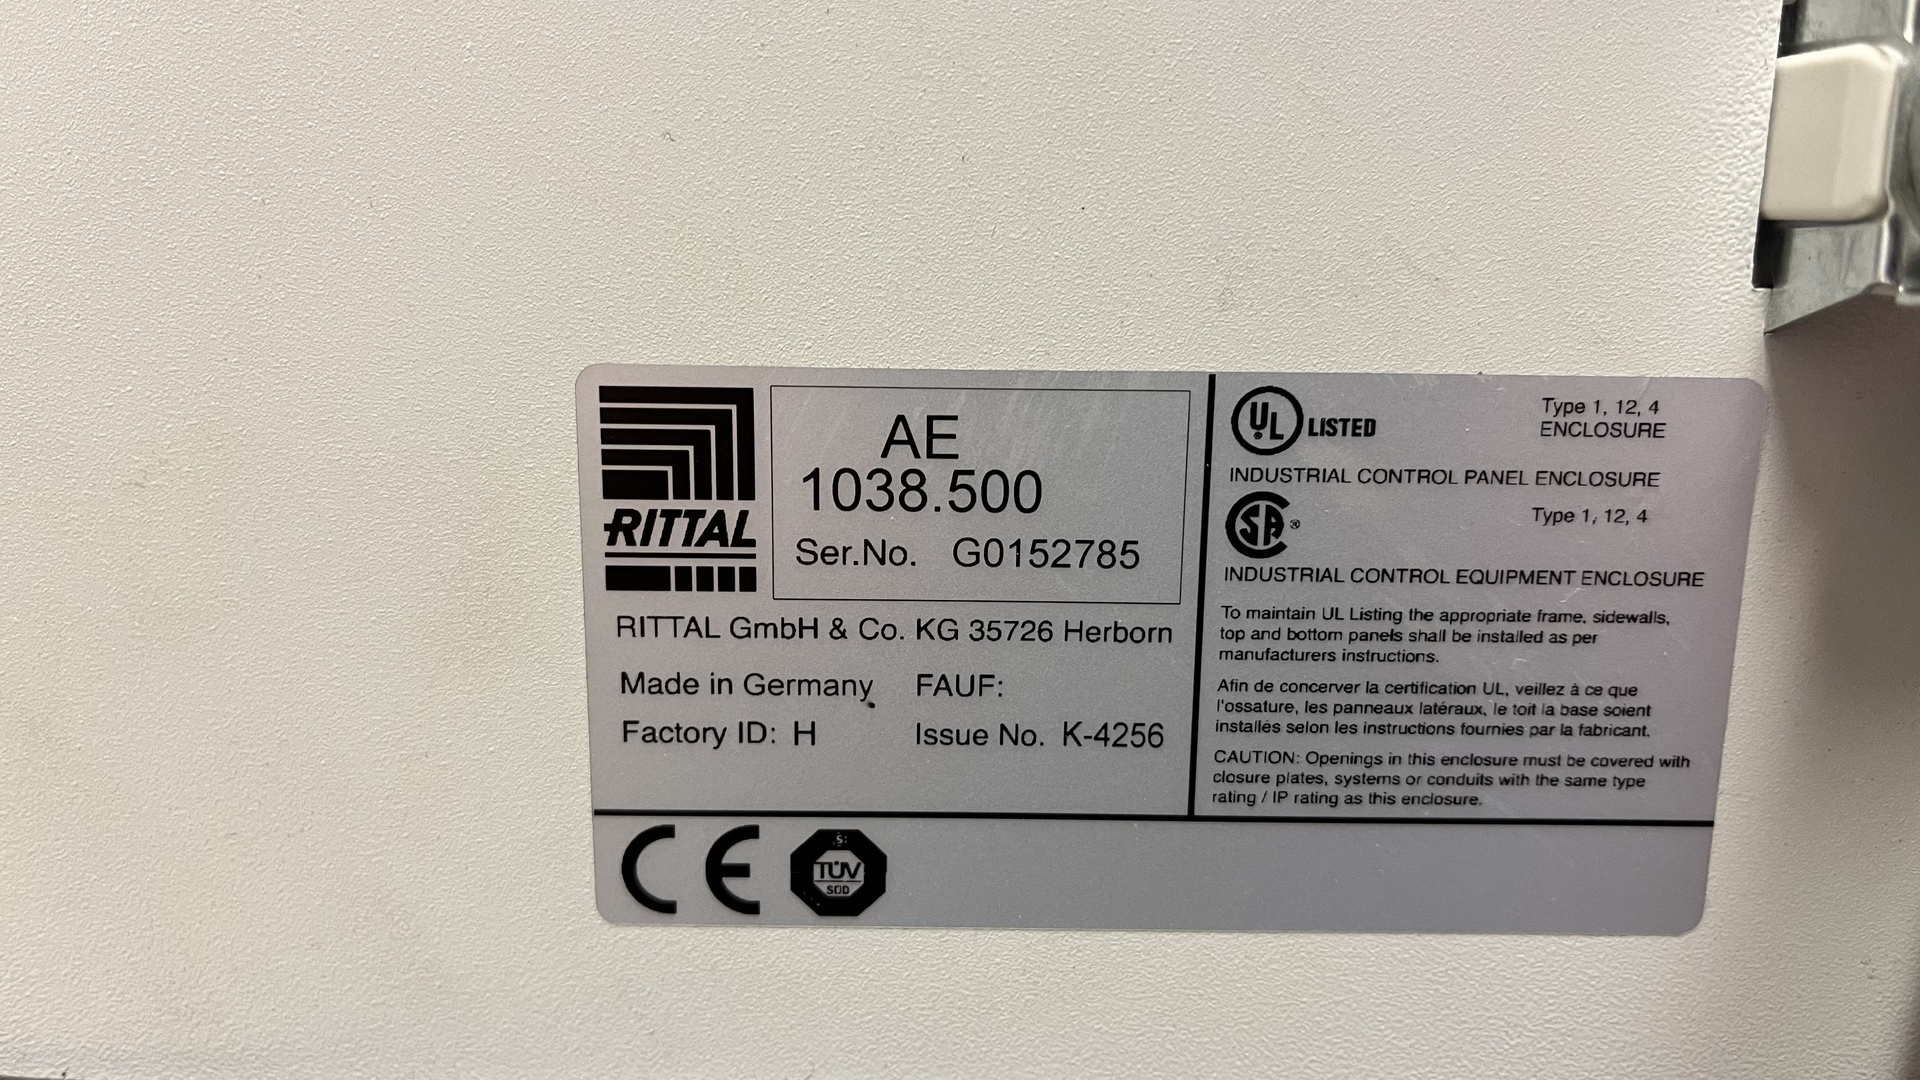 RITTAL
AE
1038.500
Ser.No. G0152785
RITTAL GmbH & Co. KG 35726 Herborn
Made in Germany FAUF:
Factory ID: H Issue No. K-4256
UL LISTED
Type 1, 12, 4
ENCLOSURE
INDUSTRIAL CONTROL PANEL ENCLOSURE
SA ® Type 1, 12, 4
INDUSTRIAL CONTROL EQUIPMENT ENCLOSURE
To maintain UL Listing the appropriate frame, sidewalls,
top and bottom panels shall be installed as per
manufacturers instructions.
Afin de concerver la certification UL, veillez à ce que
l'ossature, les panneaux latéraux, le toit la base soient
installés selon les instructions fournies par la fabricant.
CAUTION: Openings in this enclosure must be covered with
closure plates, systems or conduits with the same type
rating / IP rating as this enclosure.
CE
TÜV
SÜD